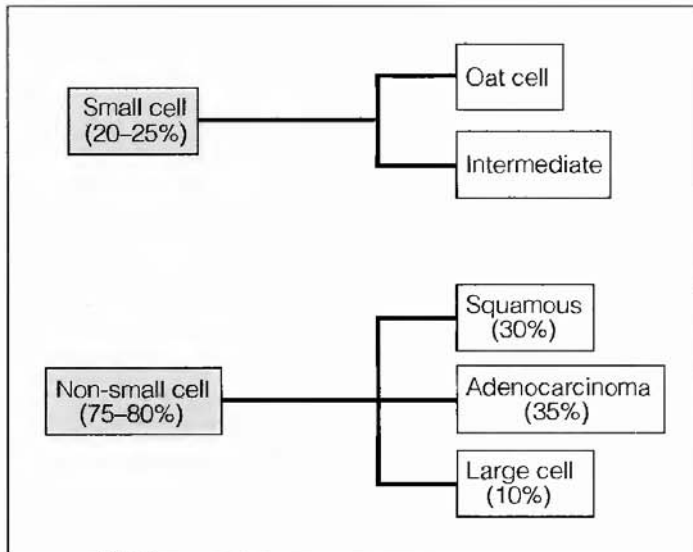 Small cell
(20–25%)
Oat cell
Intermediate
Non-small cell
(75–80%)
Squamous
(30%)
Adenocarcinoma
(35%)
Large cell
(10%)